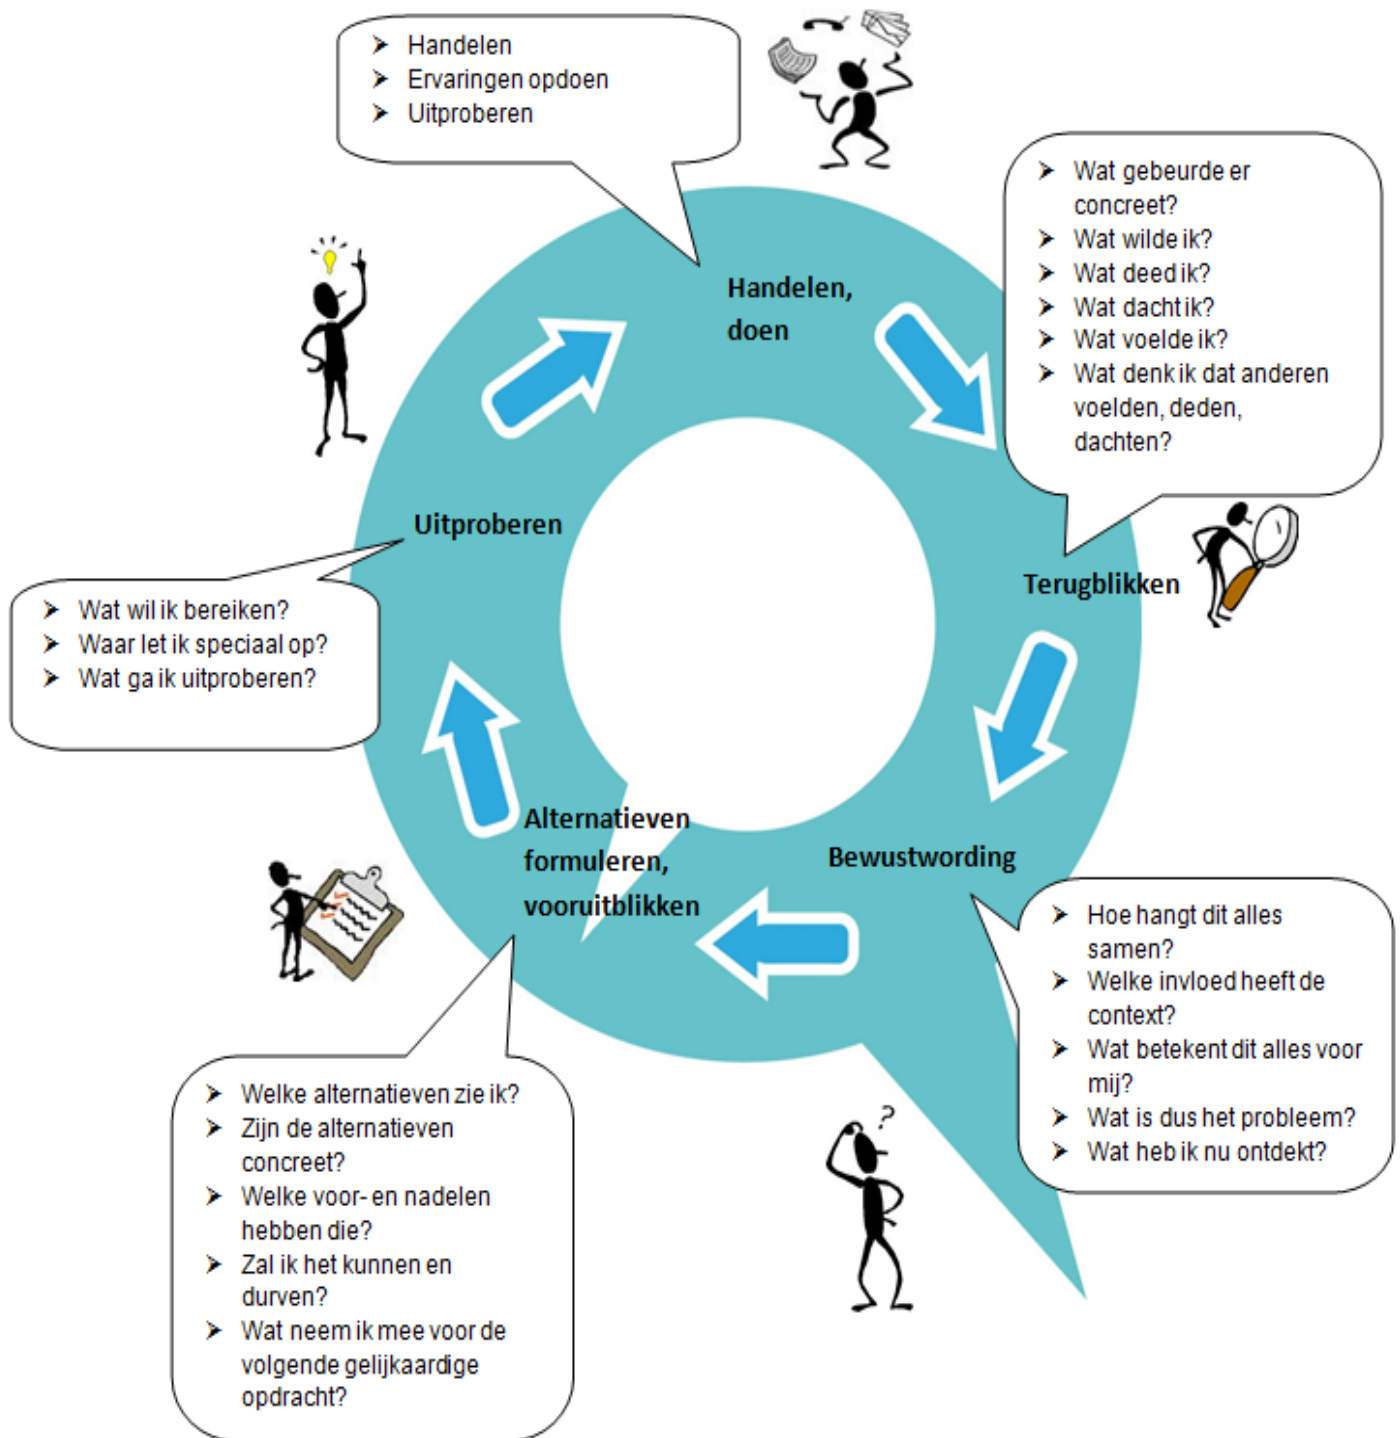 ➤ Handelen
➤ Ervaringen opdoen
➤ Uitproberen
Handelen,
doen
➤ Wat gebeurde er
concreet?
➤ Wat wilde ik?
➤ Wat deed ik?
➤ Wat dacht ik?
➤ Wat voelde ik?
➤ Wat denk ik dat anderen
voelden, deden,
dachten?
Terugblikken
Bewustwording
➤ Hoe hangt dit alles
samen?
➤ Welke invloed heeft de
context?
➤ Wat betekent dit alles voor
mij?
➤ Wat is dus het probleem?
➤ Wat heb ik nu ontdekt?
?
Alternatieven
formuleren,
vooruitblikken
➤ Welke alternatieven zie ik?
➤ Zijn de alternatieven
concreet?
➤ Welke voor- en nadelen
hebben die?
➤ Zal ik het kunnen en
durven?
➤ Wat neem ik mee voor de
volgende gelijkaardige
opdracht?
Uitproberen
➤ Wat wil ik bereiken?
➤ Waar let ik speciaal op?
➤ Wat ga ik uitproberen?